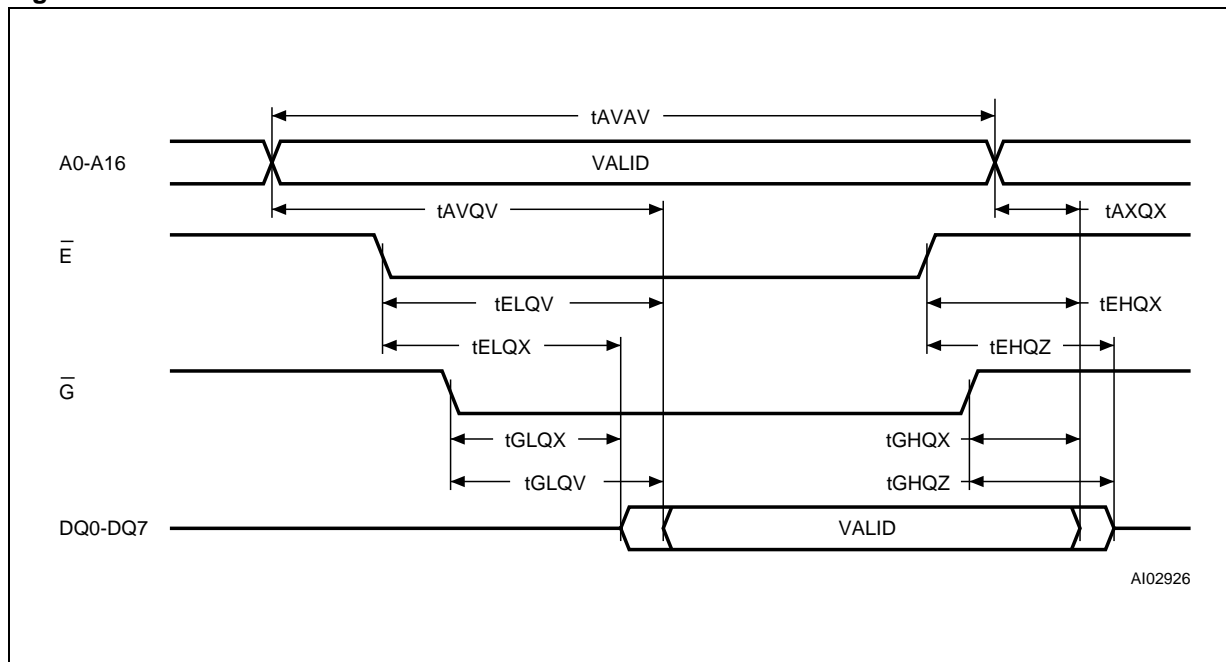 tAVAV
A0-A16 VALID
tAVQV tAXQX
E
tELQV tEHQX
tELQX tEHQZ
G
tGLQX tGHQX
tGLQV tGHQZ
DQ0-DQ7 VALID
AI02926